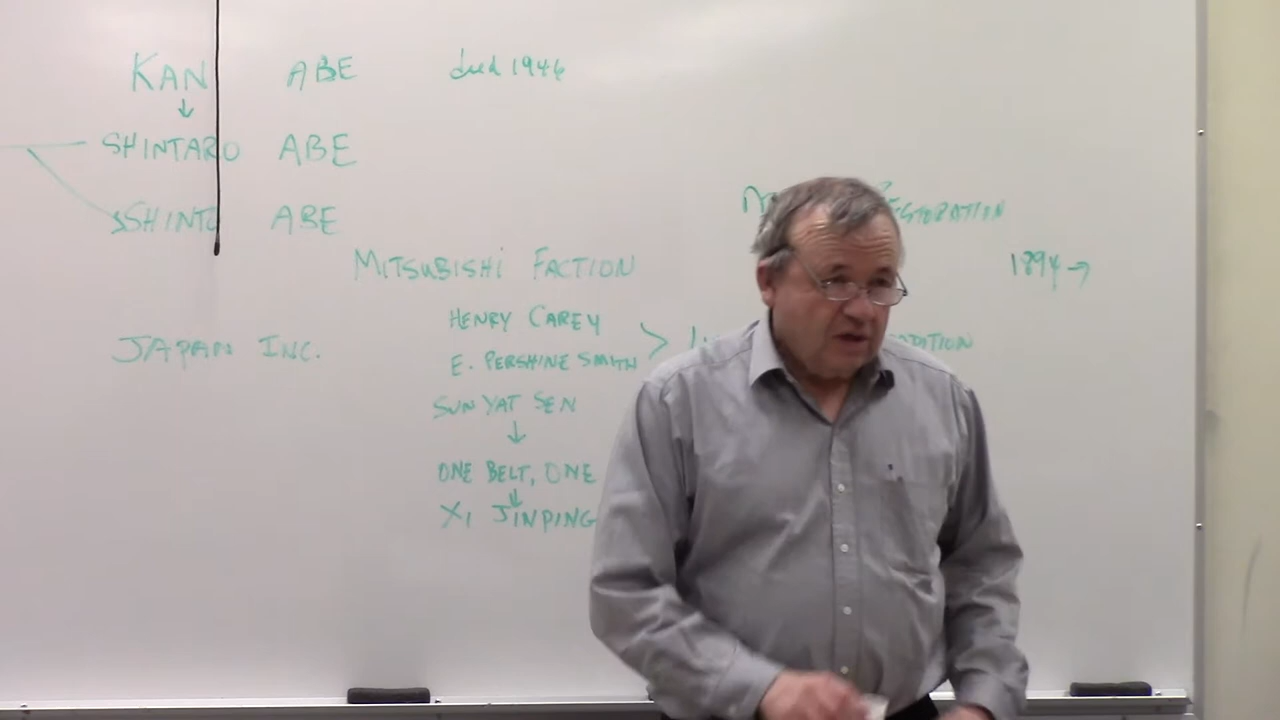 KAN ABE died 1946
↓
SHINTARO ABE
SHINTO ABE
RESTORATION
MITSUBISHI FACTION
1894 →
HENRY CAREY
JAPAN INC.
E. PERSHINE SMITH >
SUN YAT SEN
↓
ONE BELT, ONE
↓
XI JINPING